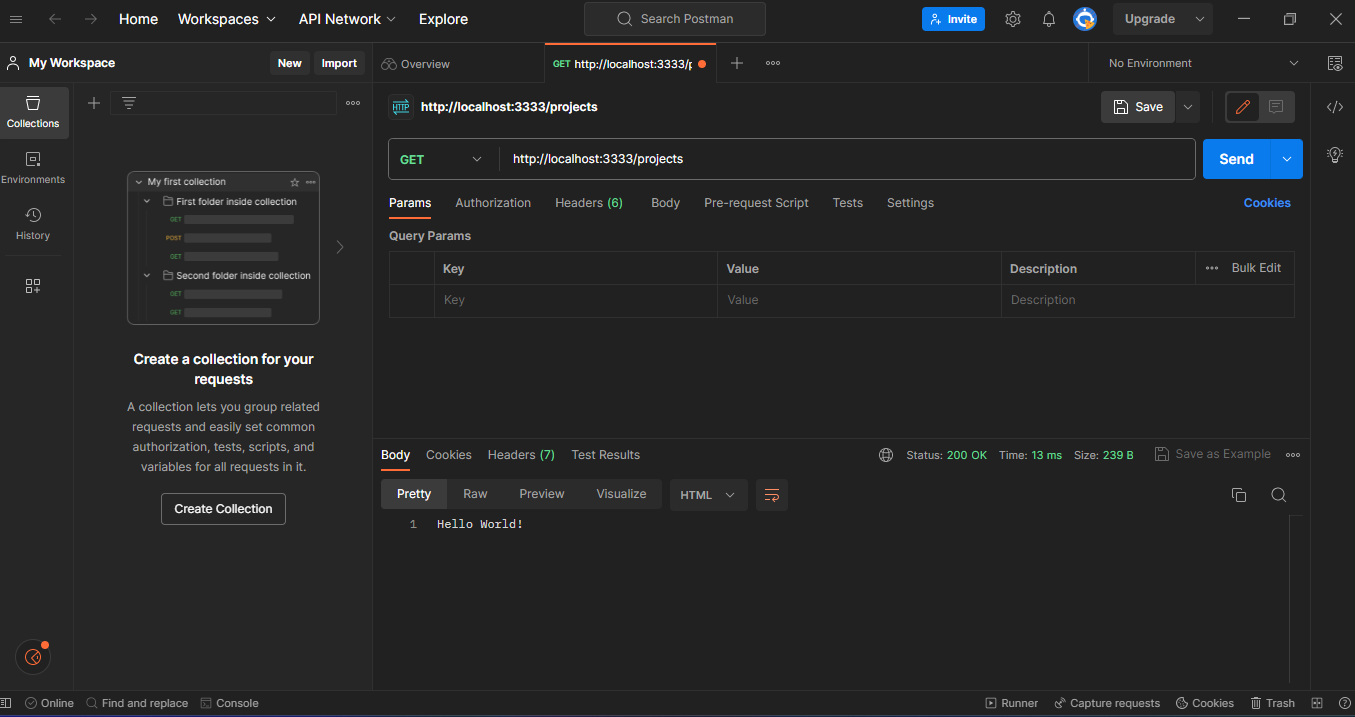 Home Workspaces API Network Explore Search Postman Invite Upgrade
My Workspace New Import Overview GET http://localhost:3333/p No Environment
Collections
Environments
History
My first collection
First folder inside collection
GET
POST
GET
Second folder inside collection
GET
GET
Create a collection for your
requests
A collection lets you group related
requests and easily set common
authorization, tests, scripts, and
variables for all requests in it.
Create Collection
HTTP http://localhost:3333/projects Save
GET http://localhost:3333/projects Send
Params Authorization Headers (6) Body Pre-request Script Tests Settings Cookies
Query Params
Key Value Description Bulk Edit
Key Value Description
Body Cookies Headers (7) Test Results Status: 200 OK Time: 13 ms Size: 239 B Save as Example
Pretty Raw Preview Visualize HTML
1 Hello World!
Online Find and replace Console Runner Capture requests Cookies Trash